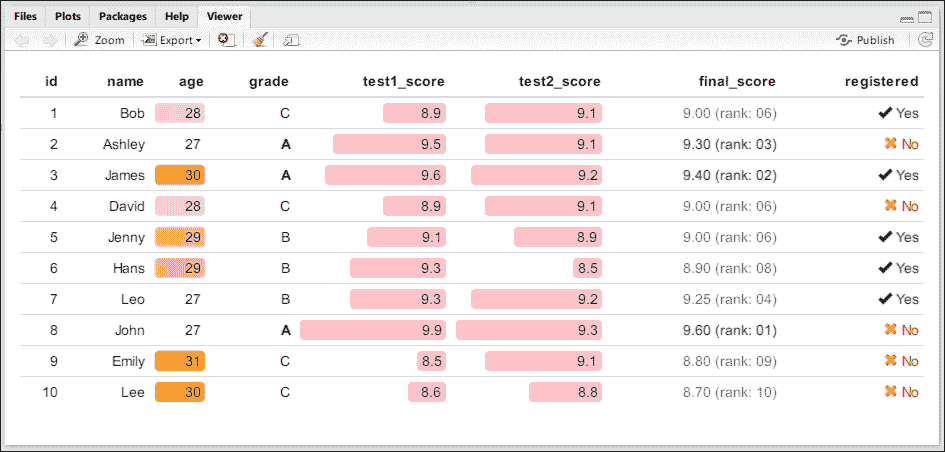 Files Plots Packages Help Viewer
Zoom Export Publish
id name age grade test1_score test2_score final_score registered
1 Bob 28 C 8.9 9.1 9.00 (rank: 06) Yes
2 Ashley 27 A 9.5 9.1 9.30 (rank: 03) No
3 James 30 A 9.6 9.2 9.40 (rank: 02) Yes
4 David 28 C 8.9 9.1 9.00 (rank: 06) No
5 Jenny 29 B 9.1 8.9 9.00 (rank: 06) Yes
6 Hans 29 B 9.3 8.5 8.90 (rank: 08) Yes
7 Leo 27 B 9.3 9.2 9.25 (rank: 04) Yes
8 John 27 A 9.9 9.3 9.60 (rank: 01) No
9 Emily 31 C 8.5 9.1 8.80 (rank: 09) No
10 Lee 30 C 8.6 8.8 8.70 (rank: 10) No